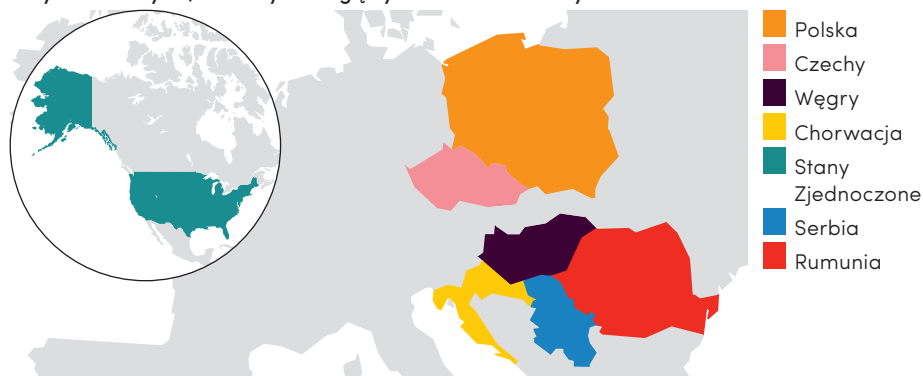 Polska
Czechy
Węgry
Chorwacja
Stany
Zjednoczone
Serbia
Rumunia